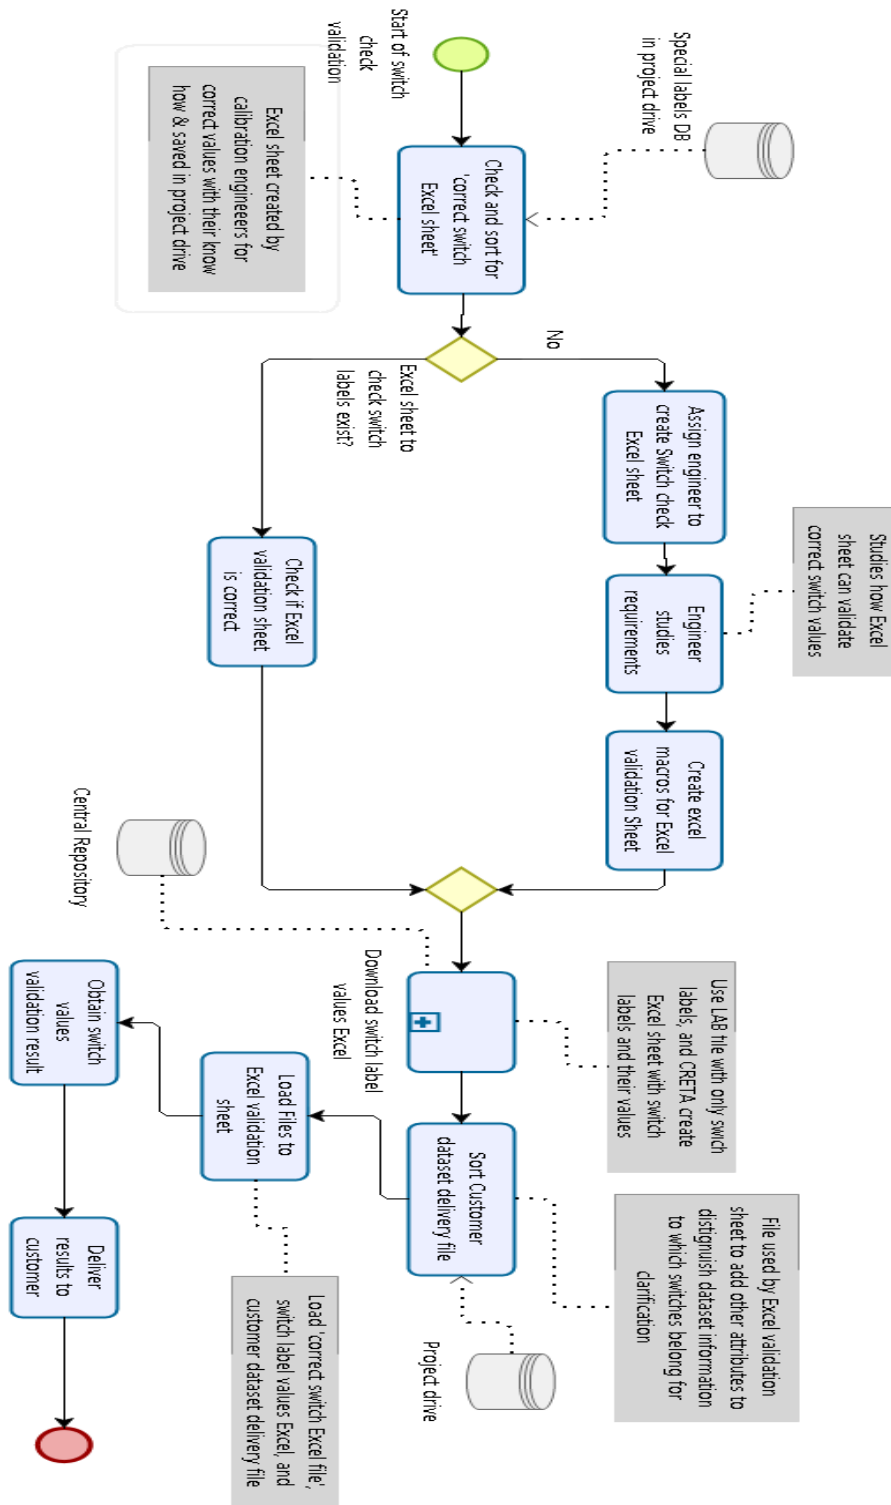 Special labels DB
in project drive
Start of switch
check
validation
Check and sort for
'correct switch
Excel sheet'
Excel sheet created by
calibration engineeers for
correct values with their know
how & saved in project drive
No
Excel sheet to
check switch
labels exist?
Assign engineer to
create Switch check
Excel sheet
Studies how Excel
sheet can validate
correct switch values
Engineer
studies
requirements
Create excel
macros for Excel
validation Sheet
Check if Excel
validation sheet
is correct
Central Repository
Download switch label
values Excel
Use LAB file with only swich
labels, and CRETA create
Excel sheet with switch
labels and their values
Sort Customer
dataset delivery file
File used by Excel validation
sheet to add other attributes to
distignuish dataset information
to which switches belong for
clarification
Project drive
Load Files to
Excel validation
sheet
Load 'correct switch Excel file',
switch label values Excel, and
customer dataset delivery file
Obtain switch
values
validation result
Deliver
results to
customer